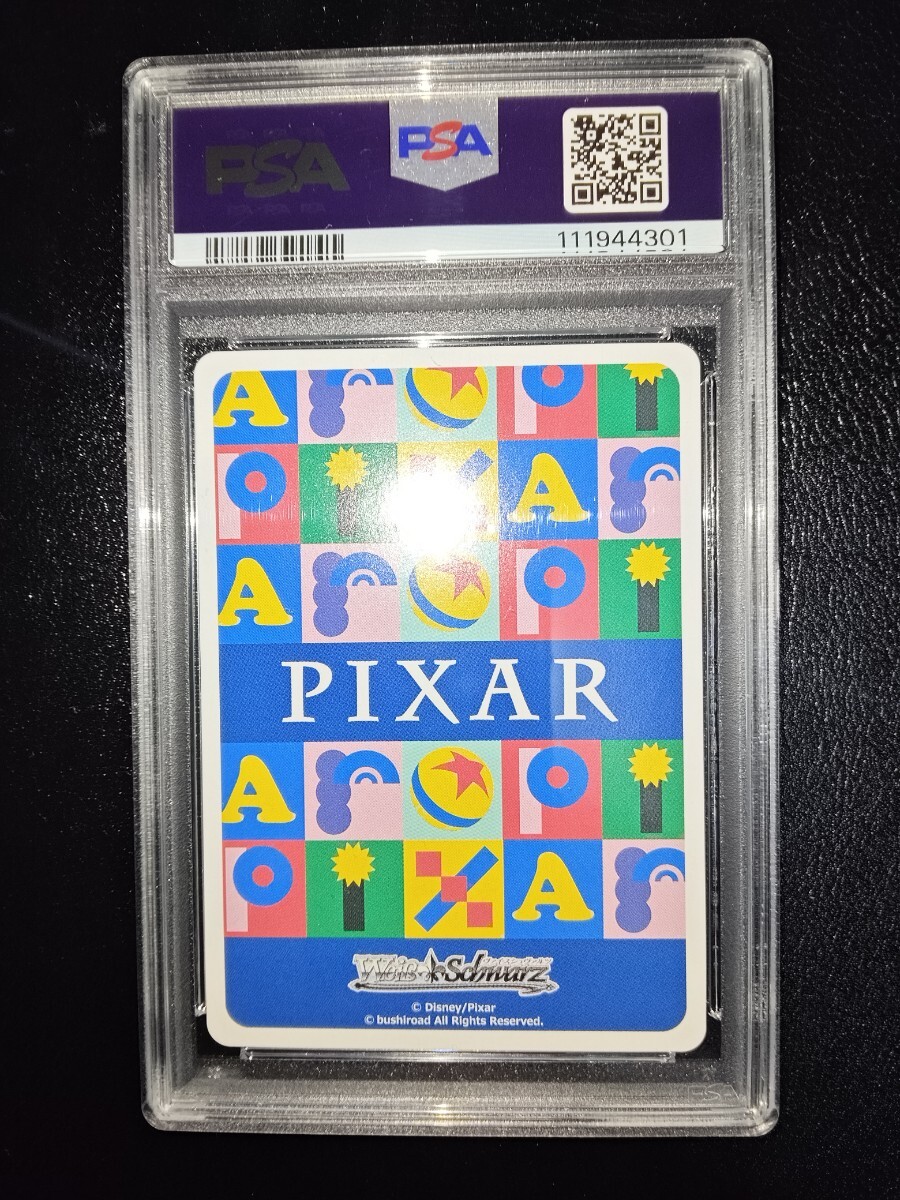 PSA
PSA
111944301
A r P i
P i A r
A r P i
PIXAR
A r P i
P i X A r
Weiß Schwarz
© Disney/Pixar
© bushiroad All Rights Reserved.